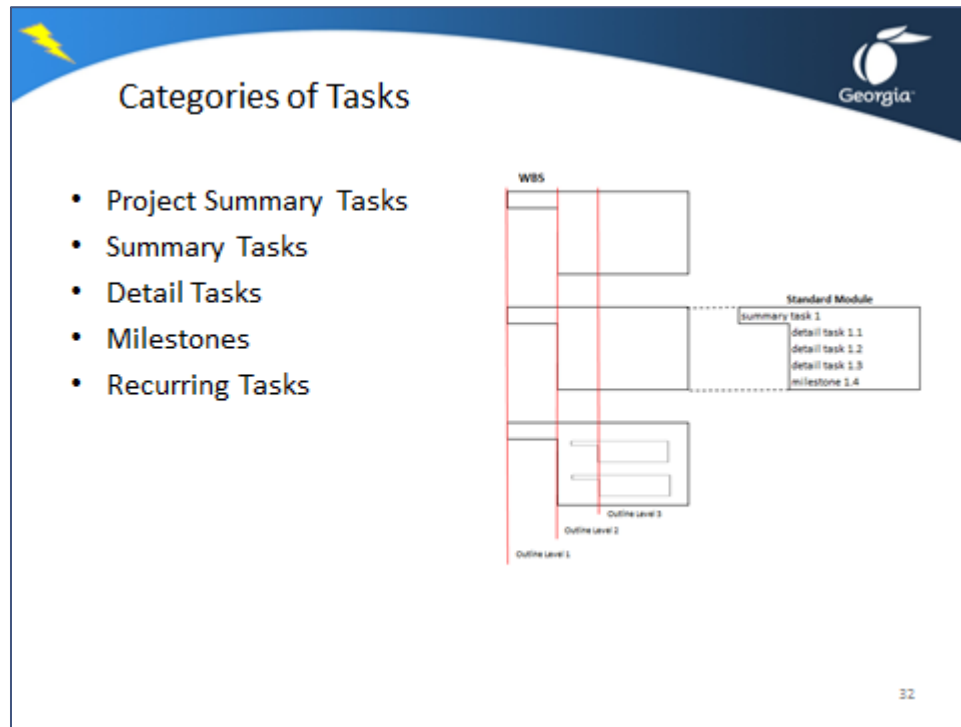 Georgia
Categories of Tasks
• Project Summary Tasks
• Summary Tasks
• Detail Tasks
• Milestones
• Recurring Tasks
WBS
Standard Module
summary task 1
detail task 1.1
detail task 1.2
detail task 1.3
milestone 1.4
Outline Level 3
Outline Level 2
Outline Level 1
32